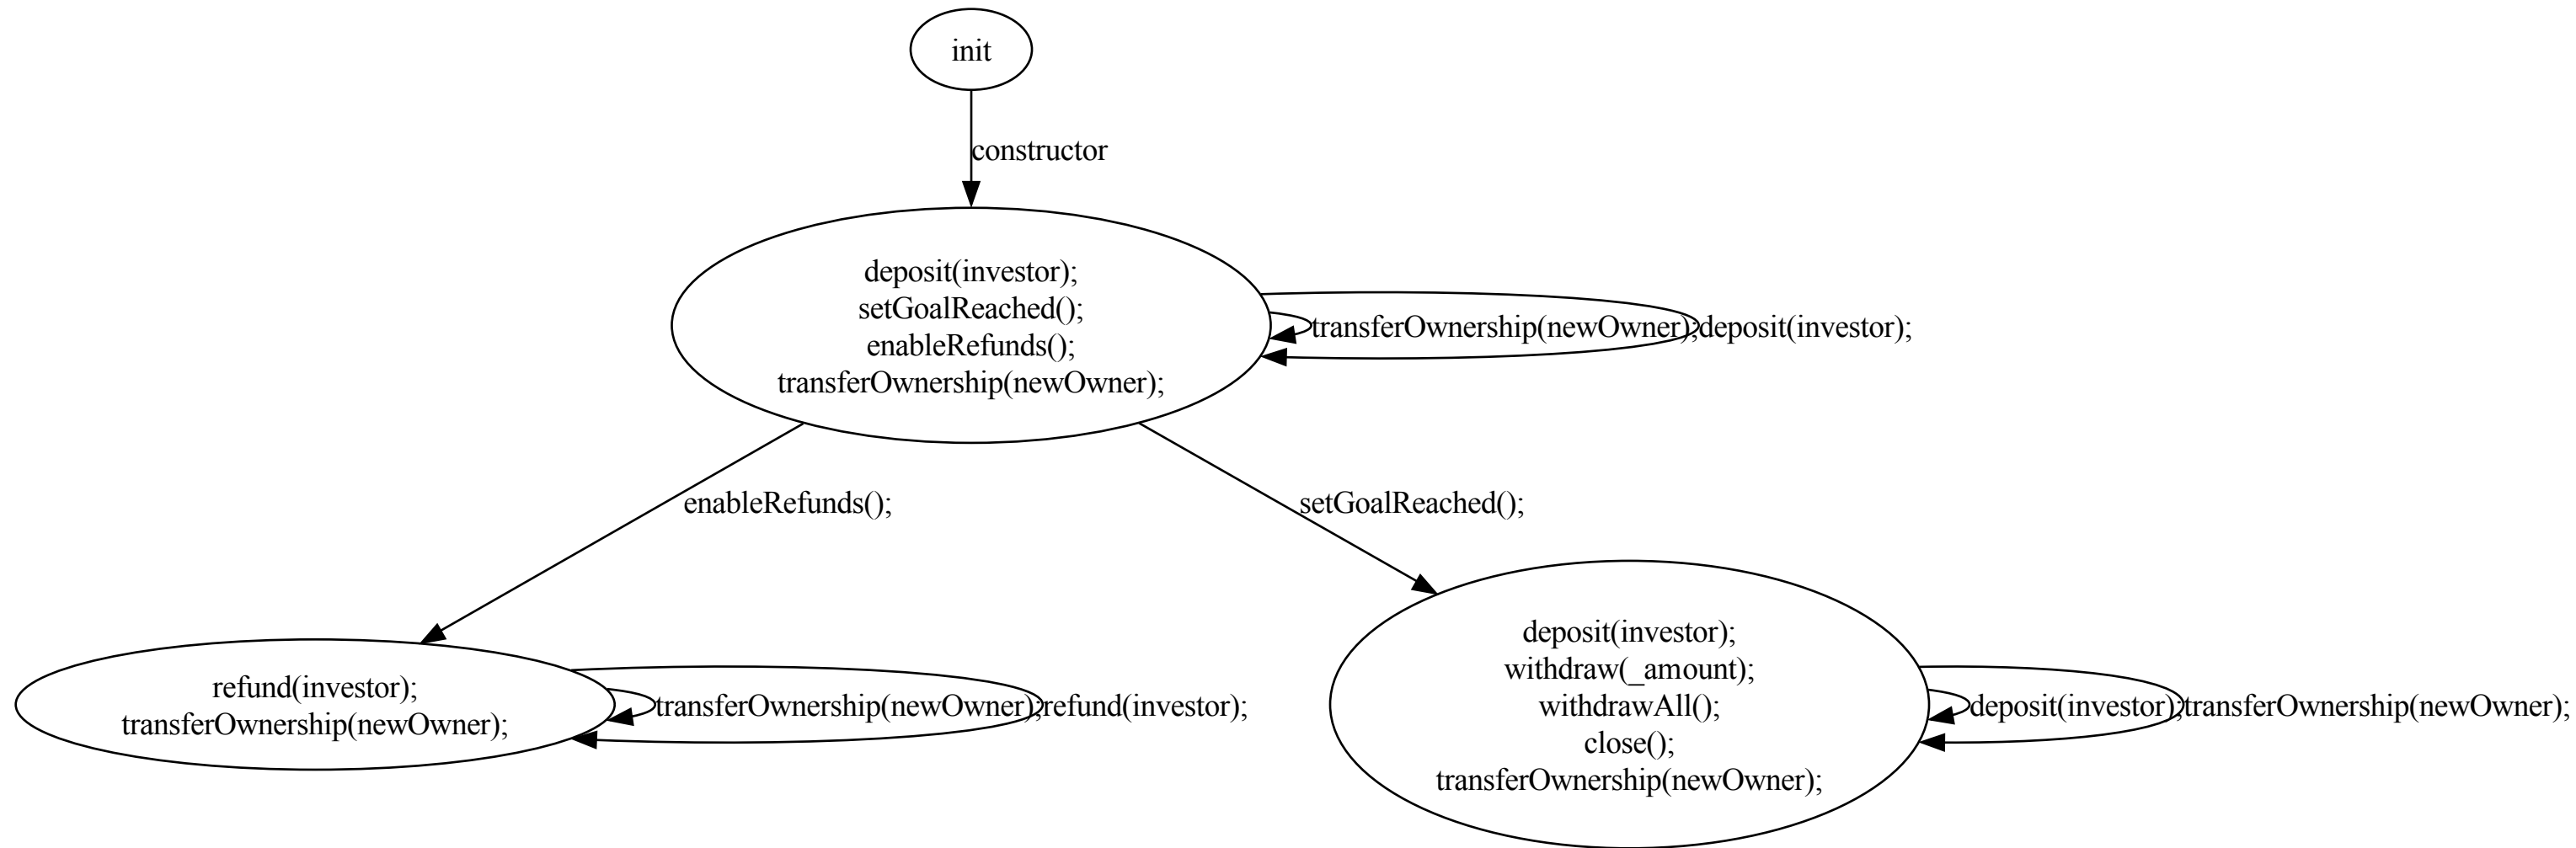 init
constructor
deposit(investor);
setGoalReached();
enableRefunds();
transferOwnership(newOwner);
transferOwnership(newOwner);
deposit(investor);
enableRefunds();
setGoalReached();
refund(investor);
transferOwnership(newOwner);
transferOwnership(newOwner);
refund(investor);
deposit(investor);
withdraw(_amount);
withdrawAll();
close();
transferOwnership(newOwner);
deposit(investor);
transferOwnership(newOwner);